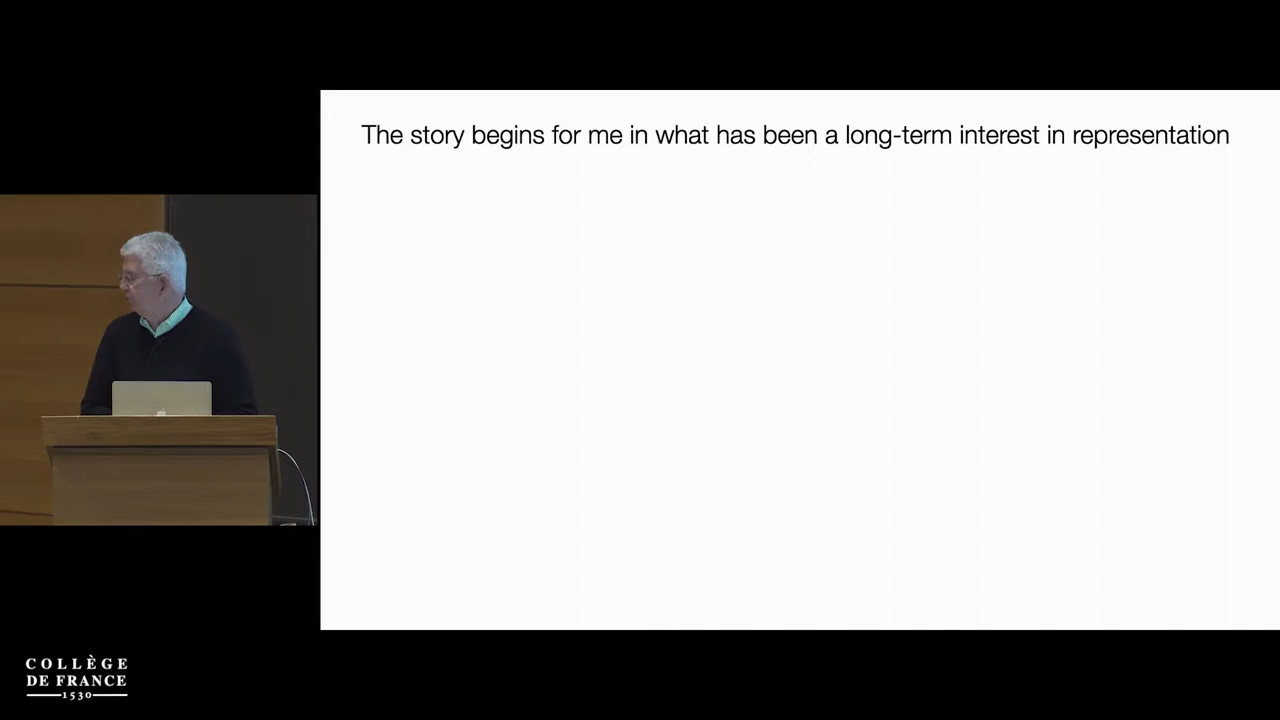 The story begins for me in what has been a long-term interest in representation
COLLÈGE
DE FRANCE
1530